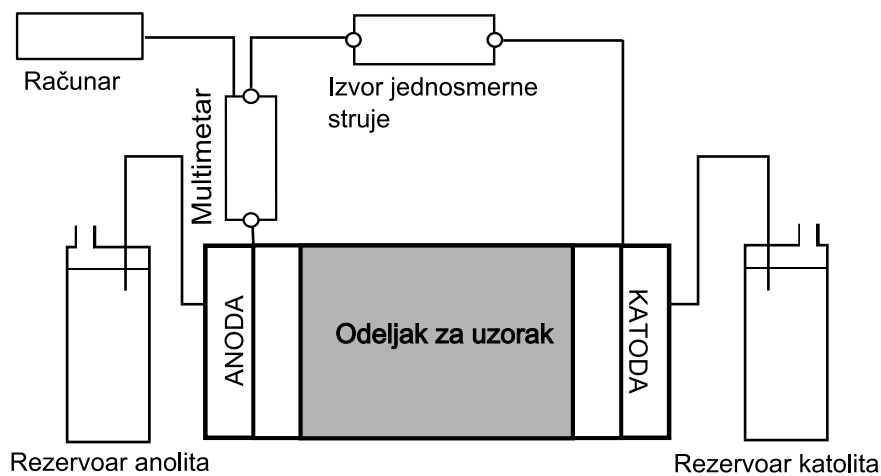 Računar
Izvor jednosmerne
struje
Multimetar
ANODA
Odeljak za uzorak
KATODA
Rezervoar anolita
Rezervoar katolita